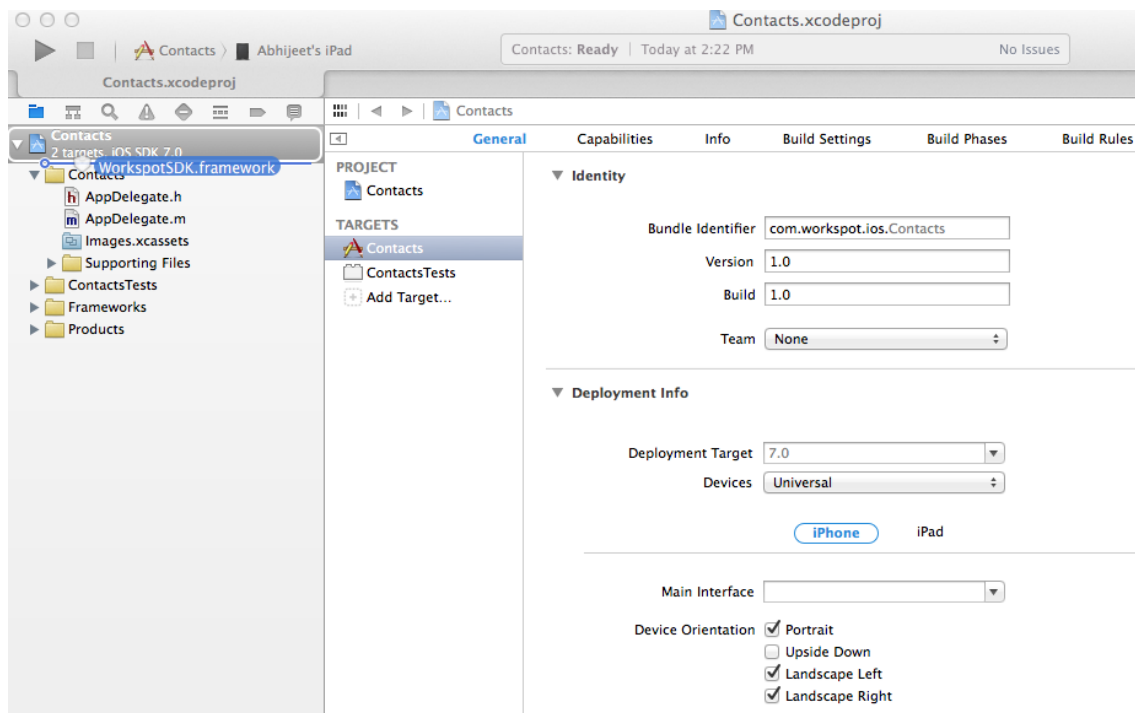 Contacts.xcodeproj
Contacts
Abhijeet's iPad
Contacts: Ready | Today at 2:22 PM
No Issues
Contacts.xcodeproj
Contacts
General
Capabilities
Info
Build Settings
Build Phases
Build Rules
Contacts
2 targets, iOS SDK 7.0
WorkspotSDK.framework
Contacts
h AppDelegate.h
m AppDelegate.m
Images.xcassets
Supporting Files
ContactsTests
Frameworks
Products
PROJECT
Contacts
TARGETS
Contacts
ContactsTests
Add Target...
Identity
Bundle Identifier com.workspot.ios.Contacts
Version 1.0
Build 1.0
Team None
Deployment Info
Deployment Target 7.0
Devices Universal
iPhone iPad
Main Interface
Device Orientation Portrait
Upside Down
Landscape Left
Landscape Right